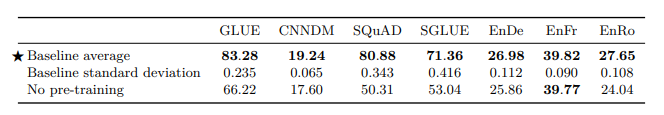 GLUE CNNDM SQuAD SGLUE EnDe EnFr EnRo
★ Baseline average 83.28 19.24 80.88 71.36 26.98 39.82 27.65
Baseline standard deviation 0.235 0.065 0.343 0.416 0.112 0.090 0.108
No pre-training 66.22 17.60 50.31 53.04 25.86 39.77 24.04